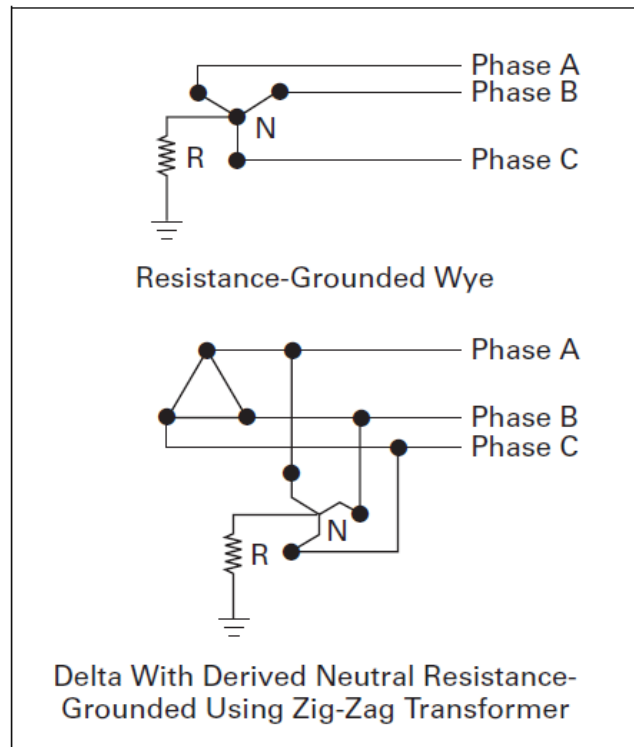 Phase A
Phase B
N
R
Phase C
Resistance-Grounded Wye
Phase A
Phase B
Phase C
N
R
Delta With Derived Neutral Resistance-
Grounded Using Zig-Zag Transformer